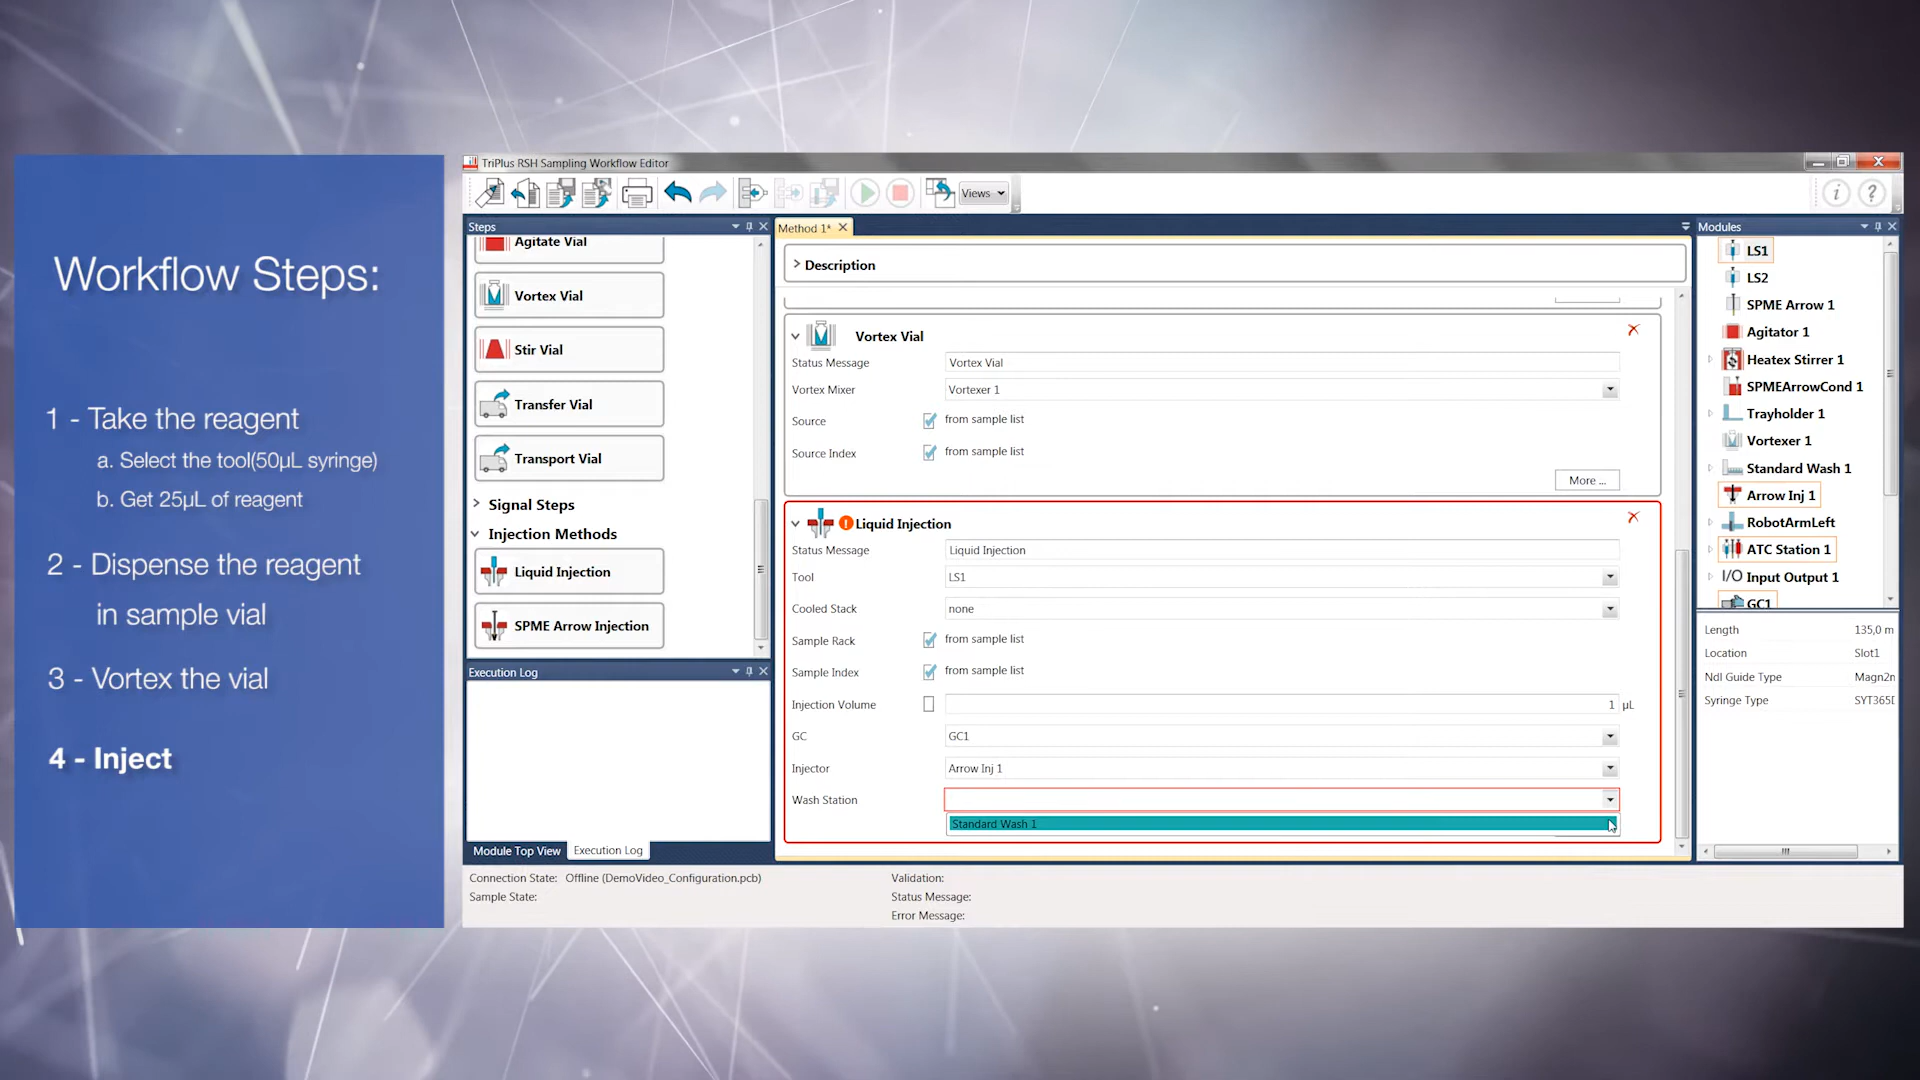 Workflow Steps:
1 - Take the reagent
a. Select the tool(50µL syringe)
b. Get 25µL of reagent
2 - Dispense the reagent
in sample vial
3 - Vortex the vial
4 - Inject
TriPlus RSH Sampling Workflow Editor
Views
Steps
Agitate Vial
Vortex Vial
Stir Vial
Transfer Vial
Transport Vial
Signal Steps
Injection Methods
Liquid Injection
SPME Arrow Injection
Execution Log
Module Top View
Execution Log
Method 1*
Description
Vortex Vial
Status Message Vortex Vial
Vortex Mixer Vortexer 1
Source from sample list
Source Index from sample list
More ...
Liquid Injection
Status Message Liquid Injection
Tool LS1
Cooled Stack none
Sample Rack from sample list
Sample Index from sample list
Injection Volume 1 µL
GC GC1
Injector Arrow Inj 1
Wash Station
Standard Wash 1
Modules
LS1
LS2
SPME Arrow 1
Agitator 1
Heatex Stirrer 1
SPMEArrowCond 1
Trayholder 1
Vortexer 1
Standard Wash 1
Arrow Inj 1
RobotArmLeft
ATC Station 1
I/O Input Output 1
GC1
Length 135,0 m
Location Slot1
Ndl Guide Type Magn2r
Syringe Type SYT365
Connection State: Offline (DemoVideo_Configuration.pcb)
Sample State:
Validation:
Status Message:
Error Message: